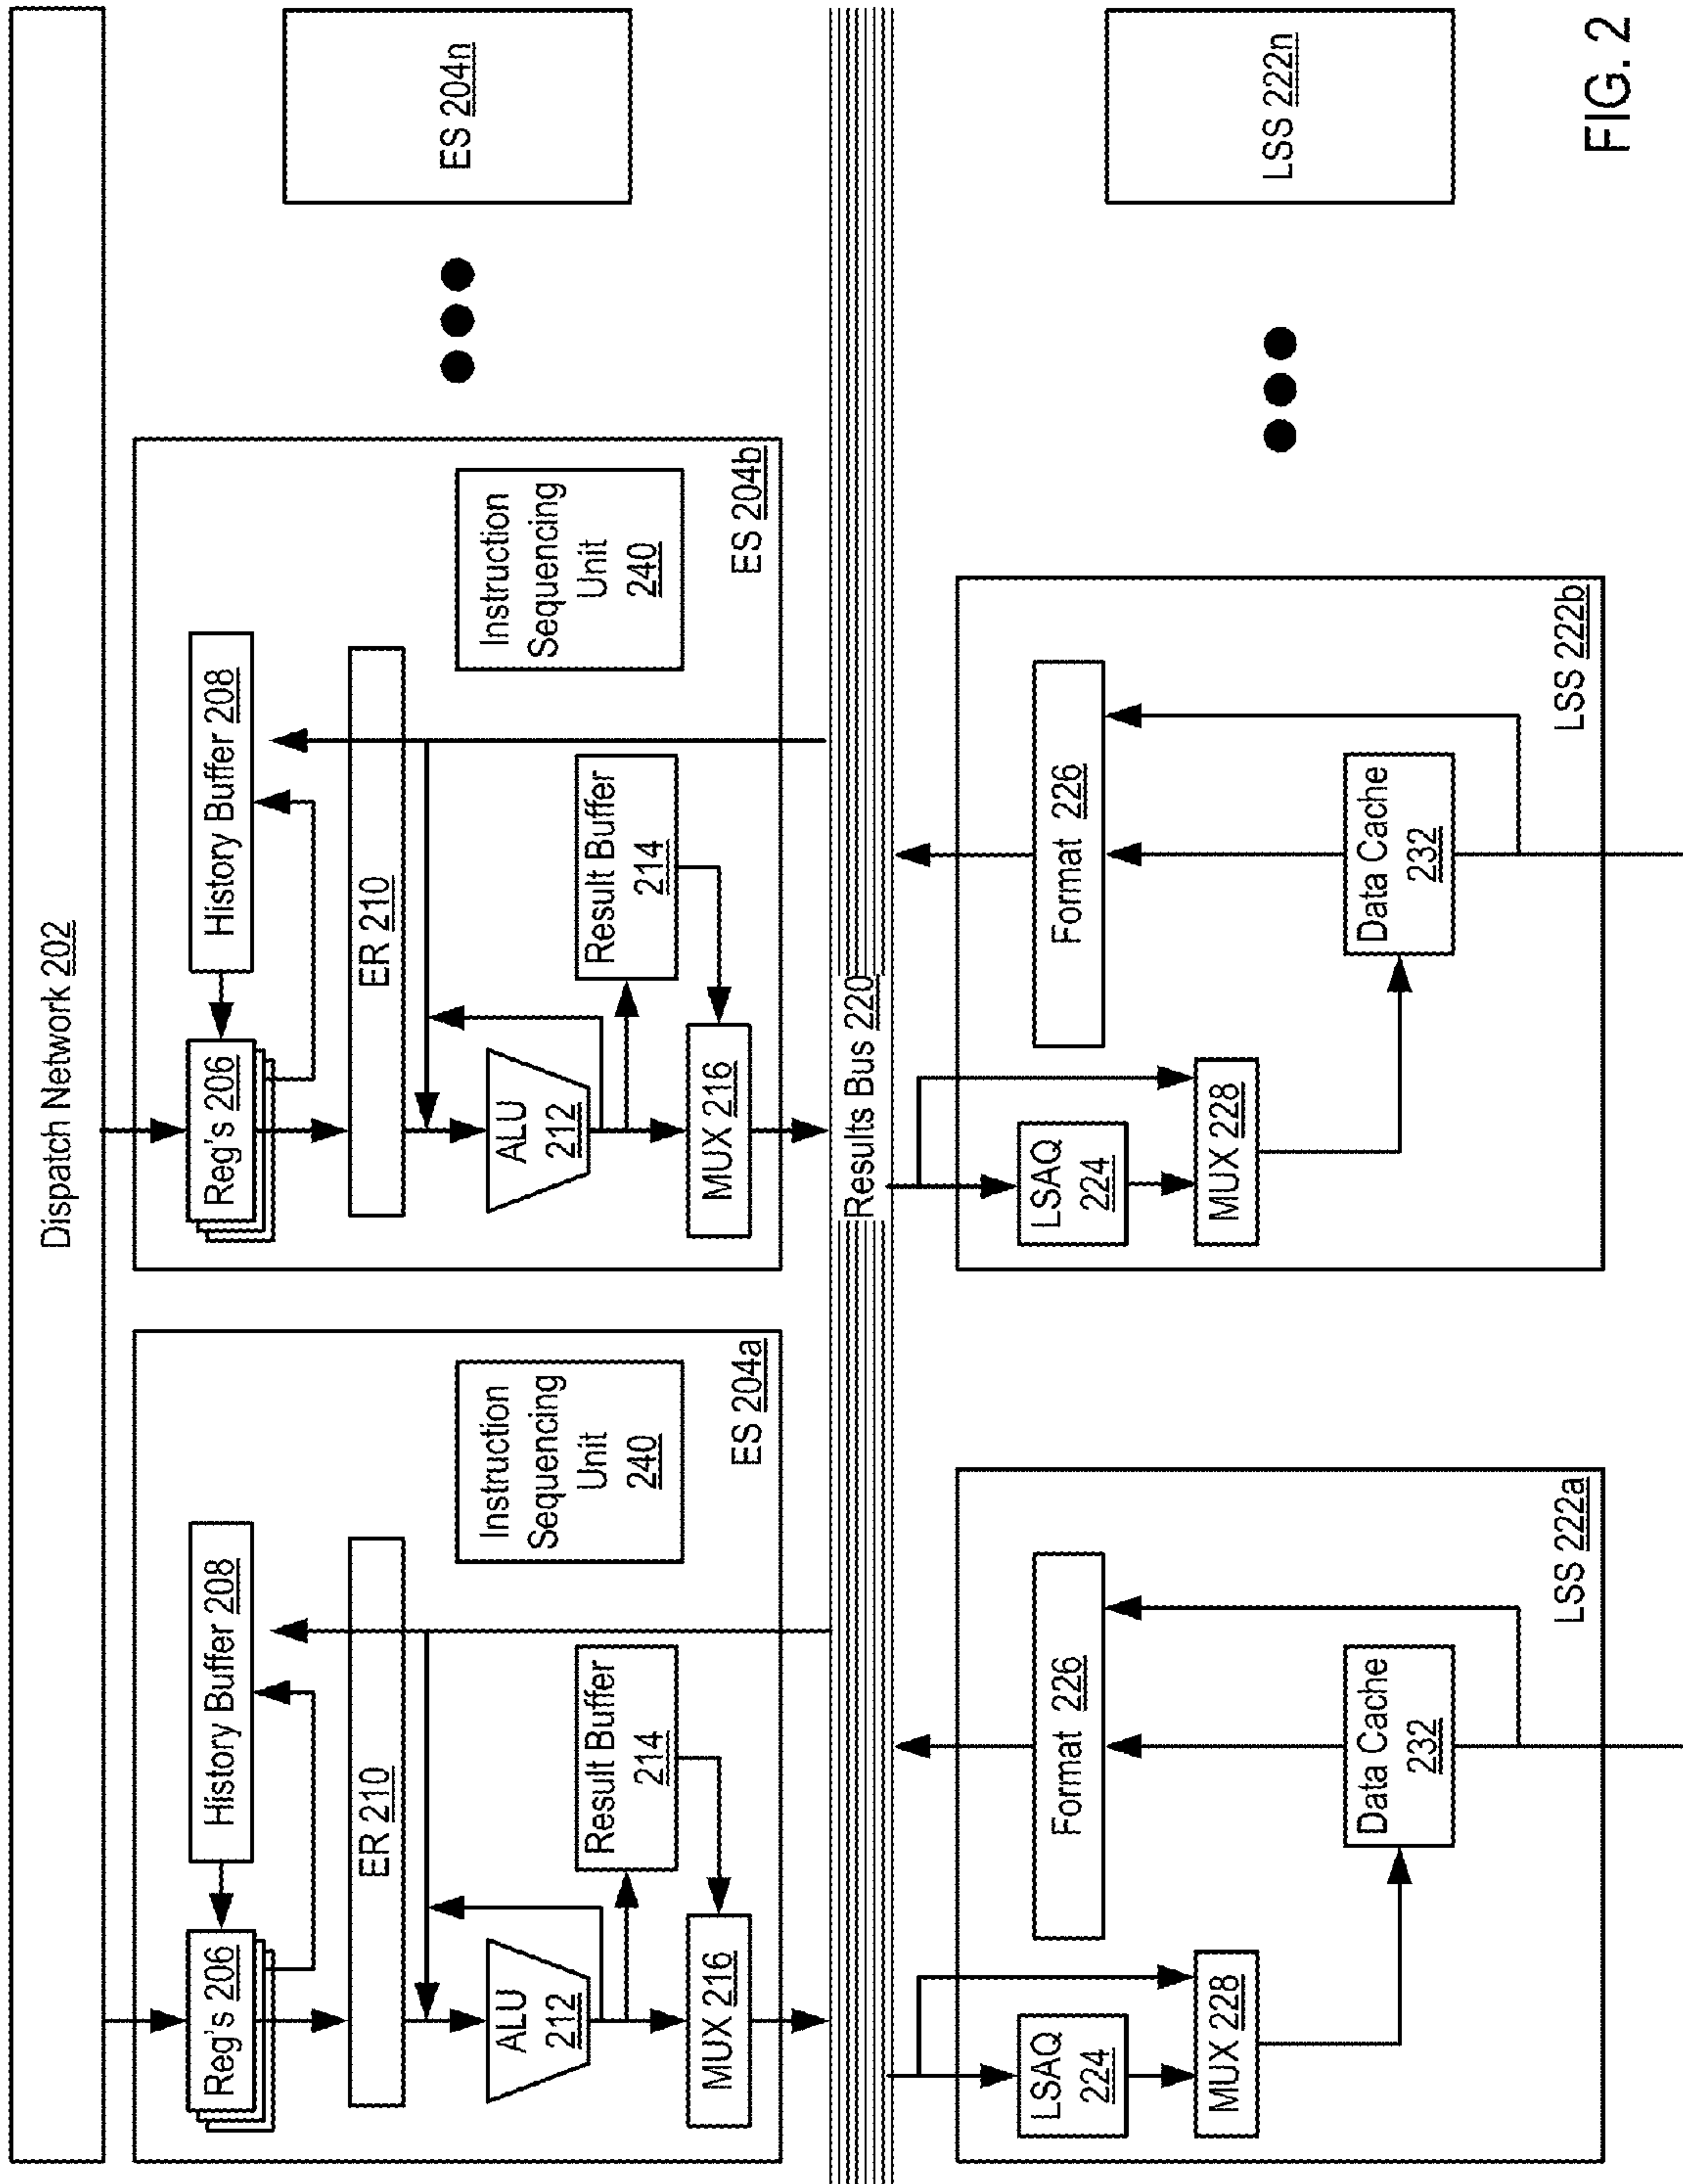 Dispatch Network 202
Reg's 206
History Buffer 208
ER 210
ALU
212
Result Buffer
214
MUX 216
Instruction
Sequencing
Unit
240
ES 204a
Reg's 206
History Buffer 208
ER 210
ALU
212
Result Buffer
214
MUX 216
Instruction
Sequencing
Unit
240
ES 204b
ES 204n
Results Bus 220
LSAQ
224
MUX 228
Format 226
Data Cache
232
LSS 222a
LSAQ
224
MUX 228
Format 226
Data Cache
232
LSS 222b
LSS 222n
FIG. 2